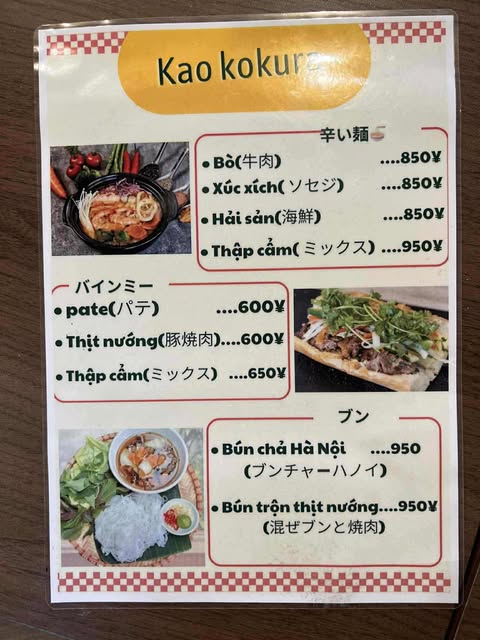 Kao kokura
辛い麺
• Bò(牛肉) ....850¥
• Xúc xích( ソセジ) ....850¥
• Hải sản(海鮮) ....850¥
• Thập cẩm( ミックス) ....950¥
バインミー
• pate(パテ) ....600¥
• Thịt nướng(豚焼肉)....600¥
• Thập cẩm(ミックス) ....650¥
ブン
• Bún chả Hà Nội ....950
(ブンチャーハノイ)
• Bún trộn thịt nướng....950¥
(混ぜブンと焼肉)